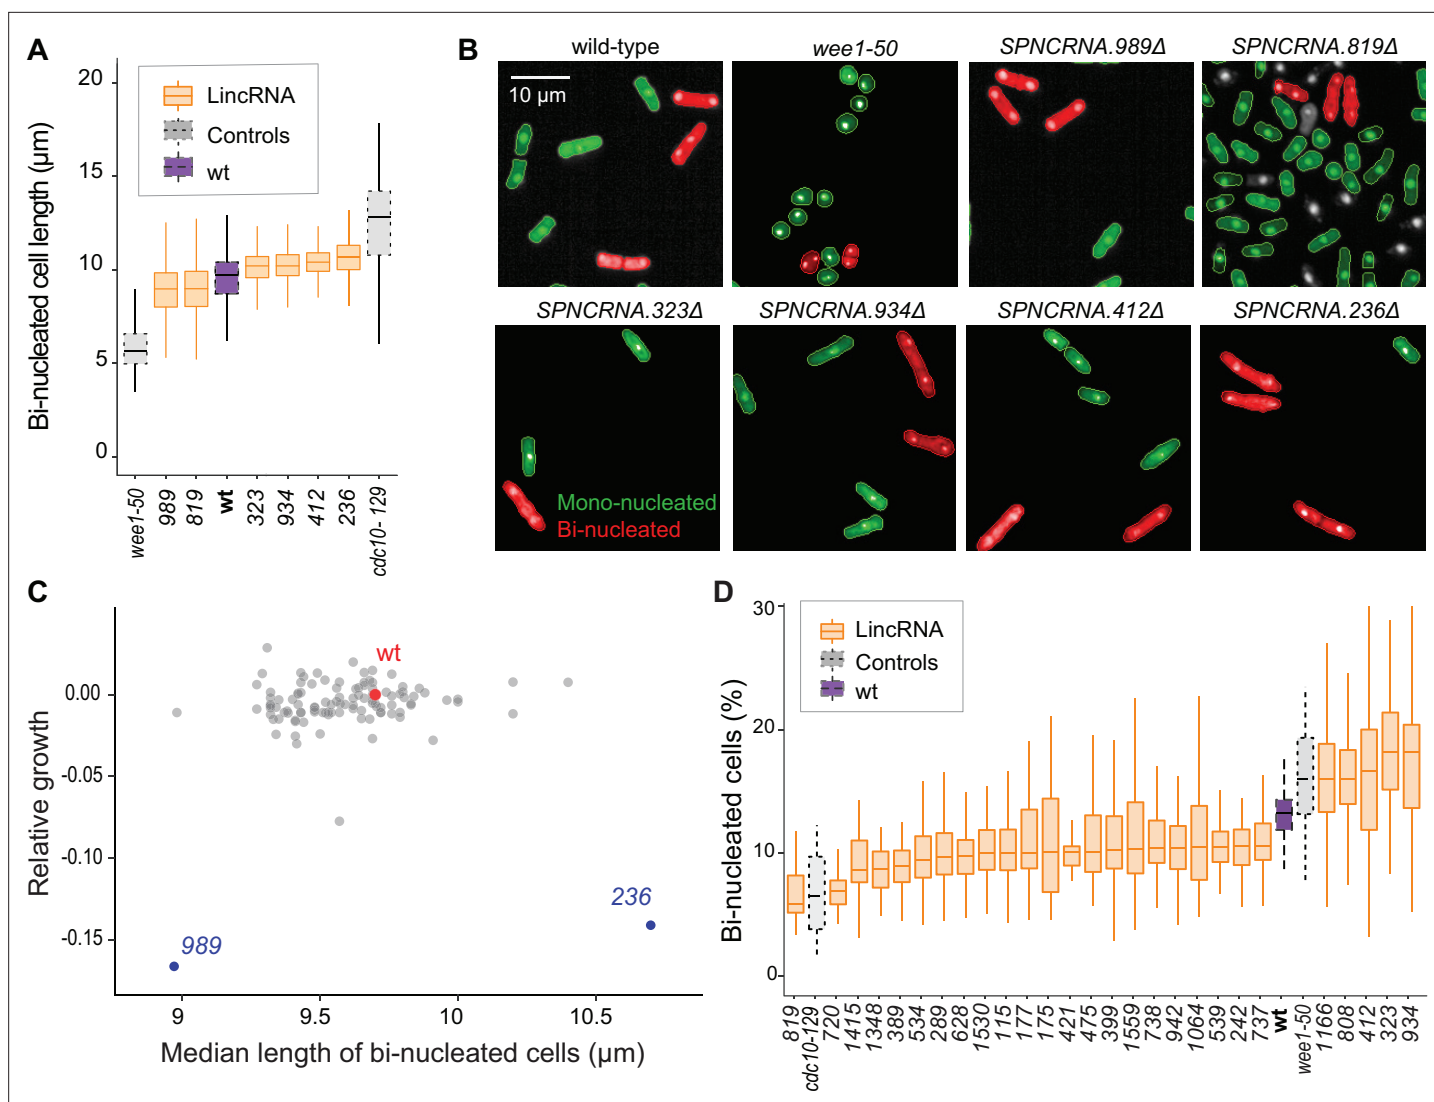 A
Bi-nucleated cell length (µm)
20
15
10
5
0
LincRNA
Controls
wt
wee1-50
989
819
wt
323
934
412
236
cdc10- 129
B
wild-type
wee1-50
SPNCRNA.989Δ
SPNCRNA.819Δ
10 µm
SPNCRNA.323Δ
SPNCRNA.934Δ
SPNCRNA.412Δ
SPNCRNA.236Δ
Mono-nucleated
Bi-nucleated
C
Relative growth
0.00
-0.05
-0.10
-0.15
wt
236
989
9
9.5
10
10.5
Median length of bi-nucleated cells (µm)
D
Bi-nucleated cells (%)
30
20
10
0
LincRNA
Controls
wt
819
cdc10-129
720
1415
1348
389
534
289
628
1530
115
177
175
421
475
399
1559
738
942
1064
539
242
737
wt
wee1-50
1166
808
412
323
934